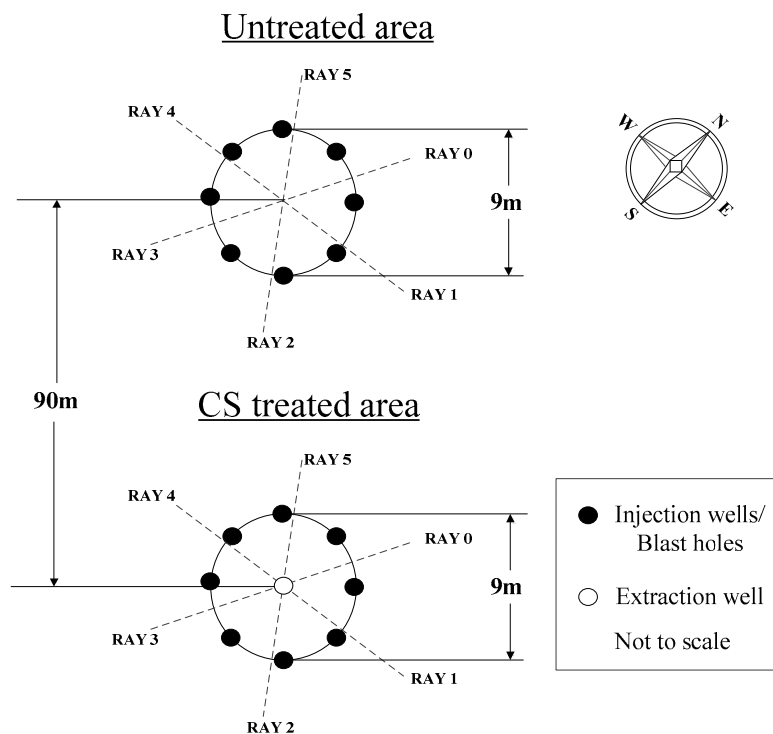 Untreated area
RAY 5
RAY 4
RAY 0
9m
RAY 3
RAY 1
RAY 2
W
N
S
E
90m
CS treated area
RAY 5
RAY 4
RAY 0
9m
RAY 3
RAY 1
RAY 2
Injection wells/
Blast holes
Extraction well
Not to scale